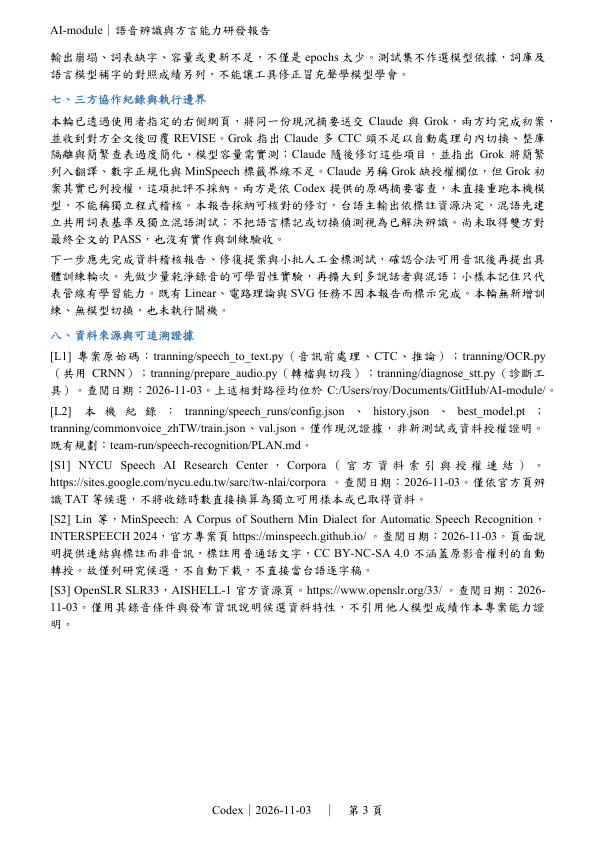 AI-module│語音辨識與方言能力研發報告
輸出崩塌、詞表缺字、容量或更新不足，不僅是 epochs 太少。測試集不作選模型依據，詞庫及
語言模型補字的對照成績另列，不能讓工具修正冒充聲學模型學會。
七、三方協作紀錄與執行邊界
本輪已透過使用者指定的右側網頁，將同一份現況摘要送交 Claude 與 Grok，兩方均完成初案，
並收到對方全文後回覆 REVISE。Grok 指出 Claude 多 CTC 頭不足以自動處理句內切換、整庫
隔離與簡繁查表過度簡化、模型容量需實測；Claude 隨後修訂這些項目，並指出 Grok 將簡繁
列入翻譯、數字正規化與 MinSpeech 標籤界線不足。Claude 另稱 Grok 缺授權欄位，但 Grok 初
案其實已列授權，這項批評不採納。兩方是依 Codex 提供的原碼摘要審查，未直接重跑本機模
型，不能稱獨立程式稽核。本報告採納可核對的修訂，台語主輸出依標註資源決定，混語先建
立共用詞表基準及獨立混語測試；不把語言標記或切換偵測視為已解決辨識。尚未取得雙方對
最終全文的 PASS，也沒有實作與訓練驗收。
下一步應先完成資料稽核報告、修復提案與小批人工金標測試，確認合法可用音訊後再提出具
體訓練輪次。先做少量乾淨錄音的可學習性實驗，再擴大到多說話者與混語；小樣本記住只代
表管線有學習能力。既有 Linear、電路理論與 SVG 任務不因本報告而標示完成。本輪無新增訓
練、無模型切換，也未執行關機。
八、資料來源與可追溯證據
[L1] 專案原始碼：tranning/speech_to_text.py（音訊前處理、CTC、推論）；tranning/OCR.py
（共用 CRNN）；tranning/prepare_audio.py（轉檔與切段）；tranning/diagnose_stt.py（診斷工
具）。查閱日期：2026-11-03。上述相對路徑均位於 C:/Users/roy/Documents/GitHub/AI-module/。
[L2] 本機紀錄：tranning/speech_runs/config.json、history.json、best_model.pt；
tranning/commonvoice_zhTW/train.json、val.json。僅作現況證據，非新測試或資料授權證明。
既有規劃：team-run/speech-recognition/PLAN.md。
[S1] NYCU Speech AI Research Center，Corpora（官方資料索引與授權連結）。
https://sites.google.com/nycu.edu.tw/sarc/tw-nlai/corpora 。查閱日期：2026-11-03。僅依官方頁辨
識 TAT 等候選，不將收錄時數直接換算為獨立可用樣本或已取得資料。
[S2] Lin 等，MinSpeech: A Corpus of Southern Min Dialect for Automatic Speech Recognition，
INTERSPEECH 2024，官方專案頁 https://minspeech.github.io/ 。查閱日期：2026-11-03。頁面說
明提供連結與標註而非音訊，標註用普通話文字，CC BY-NC-SA 4.0 不涵蓋原影音權利的自動
轉授。故僅列研究候選，不自動下載，不直接當台語逐字稿。
[S3] OpenSLR SLR33，AISHELL-1 官方資源頁。https://www.openslr.org/33/ 。查閱日期：2026-
11-03。僅用其錄音條件與發布資訊說明候選資料特性，不引用他人模型成績作本專案能力證
明。
Codex│2026-11-03 │ 第 3 頁